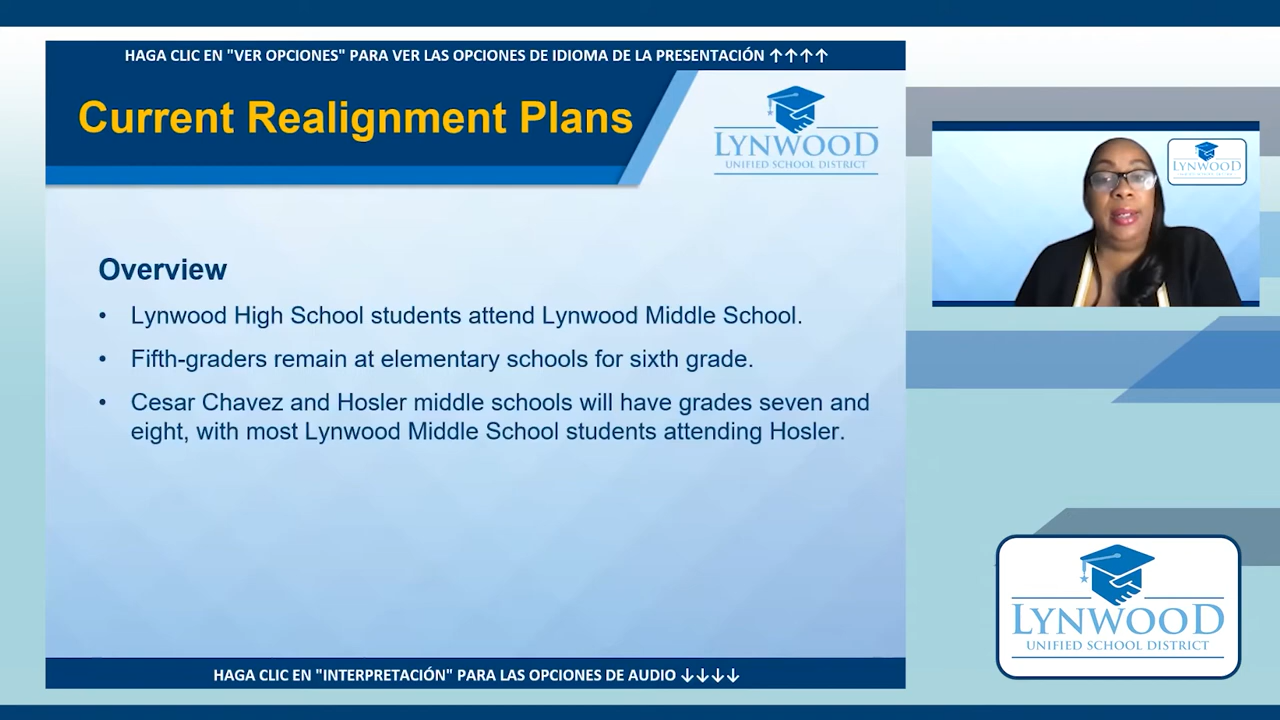 HAGA CLIC EN "VER OPCIONES" PARA VER LAS OPCIONES DE IDIOMA DE LA PRESENTACIÓN ↑↑↑↑
Current Realignment Plans
LYNWOOD
UNIFIED SCHOOL DISTRICT
LYNWOOD
Overview
• Lynwood High School students attend Lynwood Middle School.
• Fifth-graders remain at elementary schools for sixth grade.
• Cesar Chavez and Hosler middle schools will have grades seven and
eight, with most Lynwood Middle School students attending Hosler.
LYNWOOD
UNIFIED SCHOOL DISTRICT
HAGA CLIC EN "INTERPRETACIÓN" PARA LAS OPCIONES DE AUDIO ↓↓↓↓